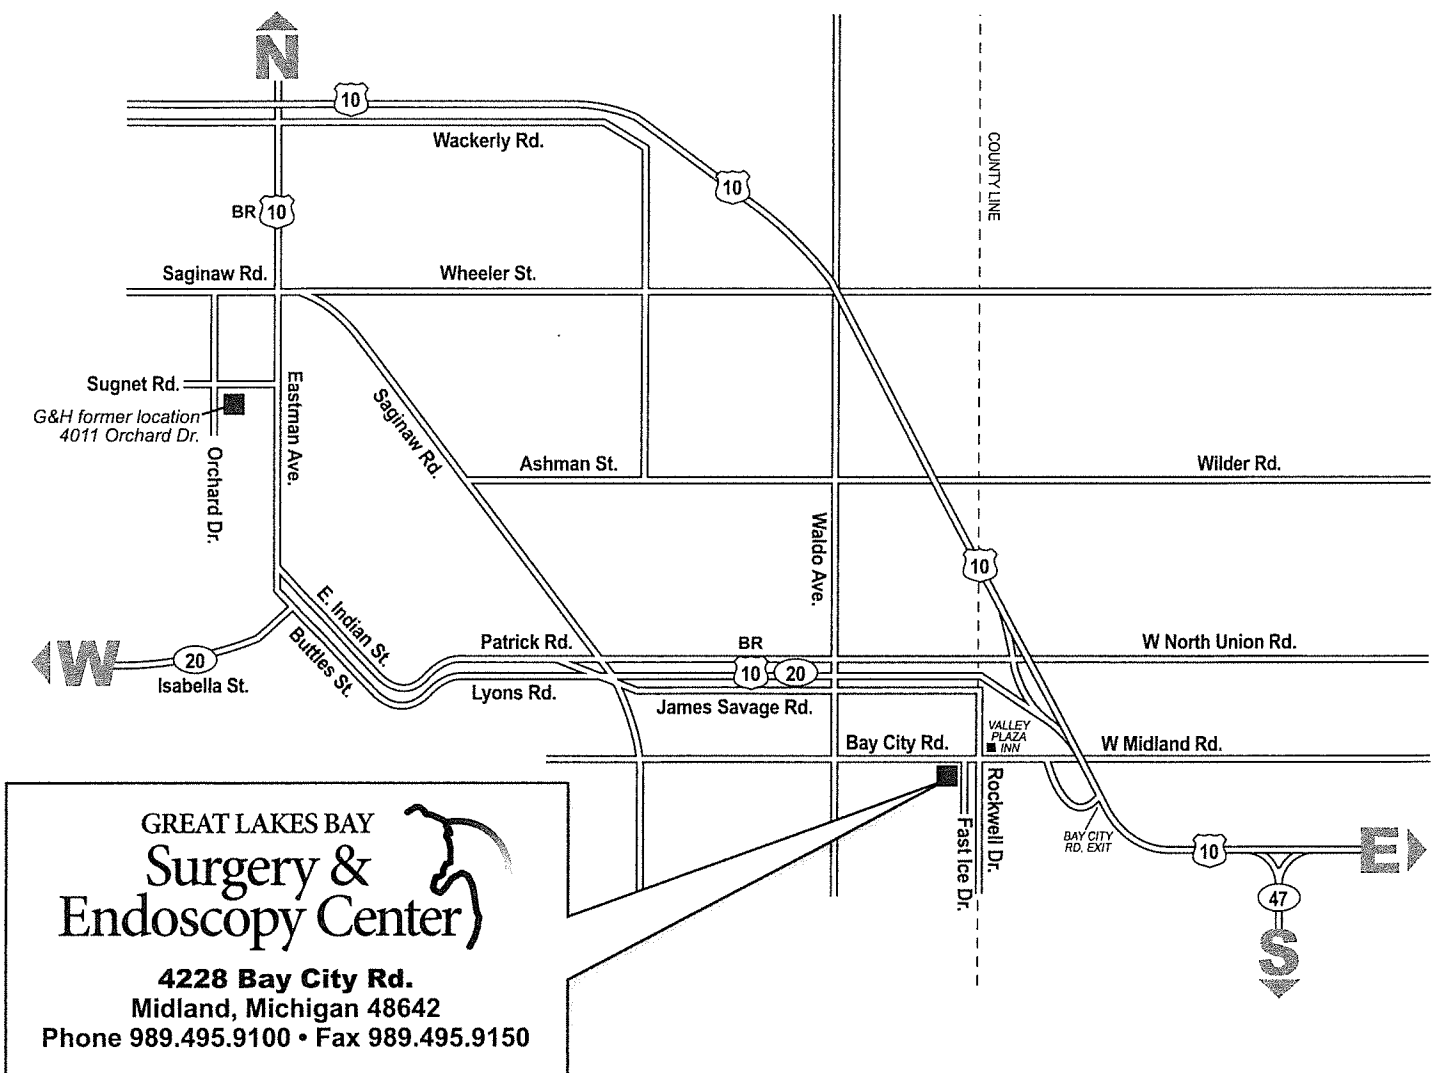 N
10
Wackerly Rd.
10
COUNTY LINE
BR 10
Saginaw Rd.
Wheeler St.
Sugnet Rd.
G&H former location
4011 Orchard Dr.
Eastman Ave.
Saginaw Rd.
Orchard Dr.
Ashman St.
Wilder Rd.
Waldo Ave.
10
E. Indian St.
Buttles St.
W
20
Isabella St.
Patrick Rd.
BR
10 20
W North Union Rd.
Lyons Rd.
James Savage Rd.
Bay City Rd.
VALLEY
PLAZA
INN
W Midland Rd.
Rockwell Dr.
Fast Ice Dr.
BAY CITY
RD. EXIT
10
E
47
S
GREAT LAKES BAY
Surgery &
Endoscopy Center
4228 Bay City Rd.
Midland, Michigan 48642
Phone 989.495.9100 • Fax 989.495.9150